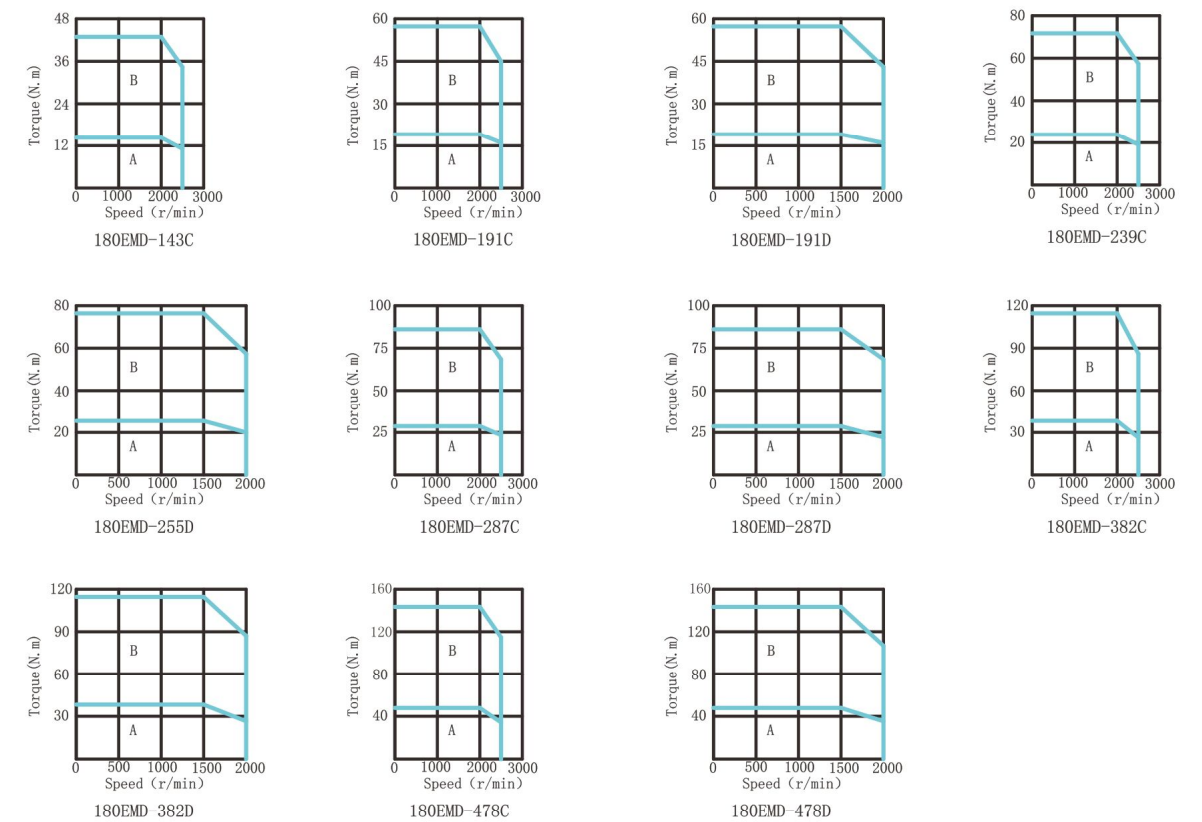 48
36
24
12
Torque(N. m)
B
A
0 1000 2000 3000
Speed (r/min)
180EMD-143C
60
45
30
15
Torque(N. m)
B
A
0 1000 2000 3000
Speed (r/min)
180EMD-191C
60
45
30
15
Torque(N. m)
B
A
0 500 1000 1500 2000
Speed (r/min)
180EMD-191D
80
60
40
20
Torque(N. m)
B
A
0 1000 2000 3000
Speed (r/min)
180EMD-239C
80
60
40
20
Torque(N. m)
B
A
0 500 1000 1500 2000
Speed (r/min)
180EMD-255D
100
75
50
25
Torque(N. m)
B
A
0 1000 2000 3000
Speed (r/min)
180EMD-287C
100
75
50
25
Torque(N. m)
B
A
0 500 1000 1500 2000
Speed (r/min)
180EMD-287D
120
90
60
30
Torque(N. m)
B
A
0 1000 2000 3000
Speed (r/min)
180EMD-382C
120
90
60
30
Torque(N. m)
B
A
0 500 1000 1500 2000
Speed (r/min)
180EMD-382D
160
120
80
40
Torque(N. m)
B
A
0 1000 2000 3000
Speed (r/min)
180EMD-478C
160
120
80
40
Torque(N. m)
B
A
0 500 1000 1500 2000
Speed (r/min)
180EMD-478D